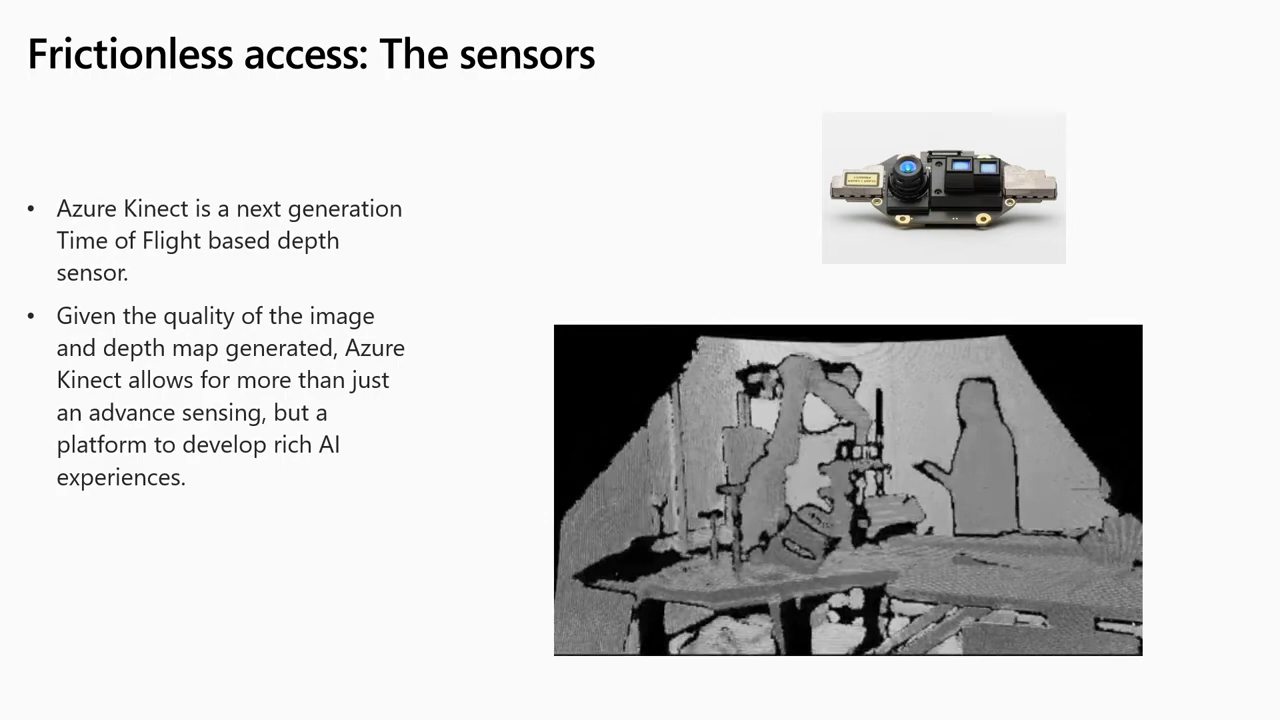 Frictionless access: The sensors
• Azure Kinect is a next generation
Time of Flight based depth
sensor.
• Given the quality of the image
and depth map generated, Azure
Kinect allows for more than just
an advance sensing, but a
platform to develop rich AI
experiences.